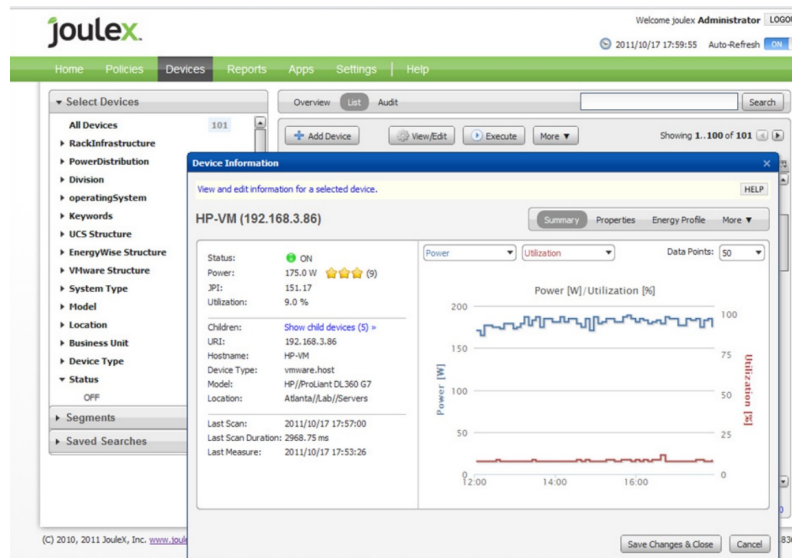 joulex.
Welcome joulex Administrator LOGOU
2011/10/17 17:59:55 Auto-Refresh ON
Home Policies Devices Reports Apps Settings Help
Select Devices
Overview List Audit
Search
All Devices 101
Add Device View/Edit Execute More ▼
Showing 1..100 of 101
RackInfrastructure
PowerDistribution
Division
operatingSystem
Keywords
UCS Structure
EnergyWise Structure
VMware Structure
System Type
Model
Location
Business Unit
Device Type
Status
OFF
Segments
Saved Searches
Device Information
View and edit information for a selected device.
HELP
HP-VM (192.168.3.86)
Summary Properties Energy Profile More ▼
Status: ON
Power: 175.0 W (9)
JPI: 151.17
Utilization: 9.0 %
Children: Show child devices (5) »
URI: 192.168.3.86
Hostname: HP-VM
Device Type: vmware.host
Model: HP//ProLiant DL360 G7
Location: Atlanta//Lab//Servers
Last Scan: 2011/10/17 17:57:00
Last Scan Duration: 2968.75 ms
Last Measure: 2011/10/17 17:53:26
Power Utilization Data Points: 50
Power [W]/Utilization [%]
Power [W]
200
150
100
50
0
12:00 14:00 16:00
100
75
50
25
0
Utilization [%]
Save Changes & Close Cancel
(C) 2010, 2011 JouleX, Inc. www.joule